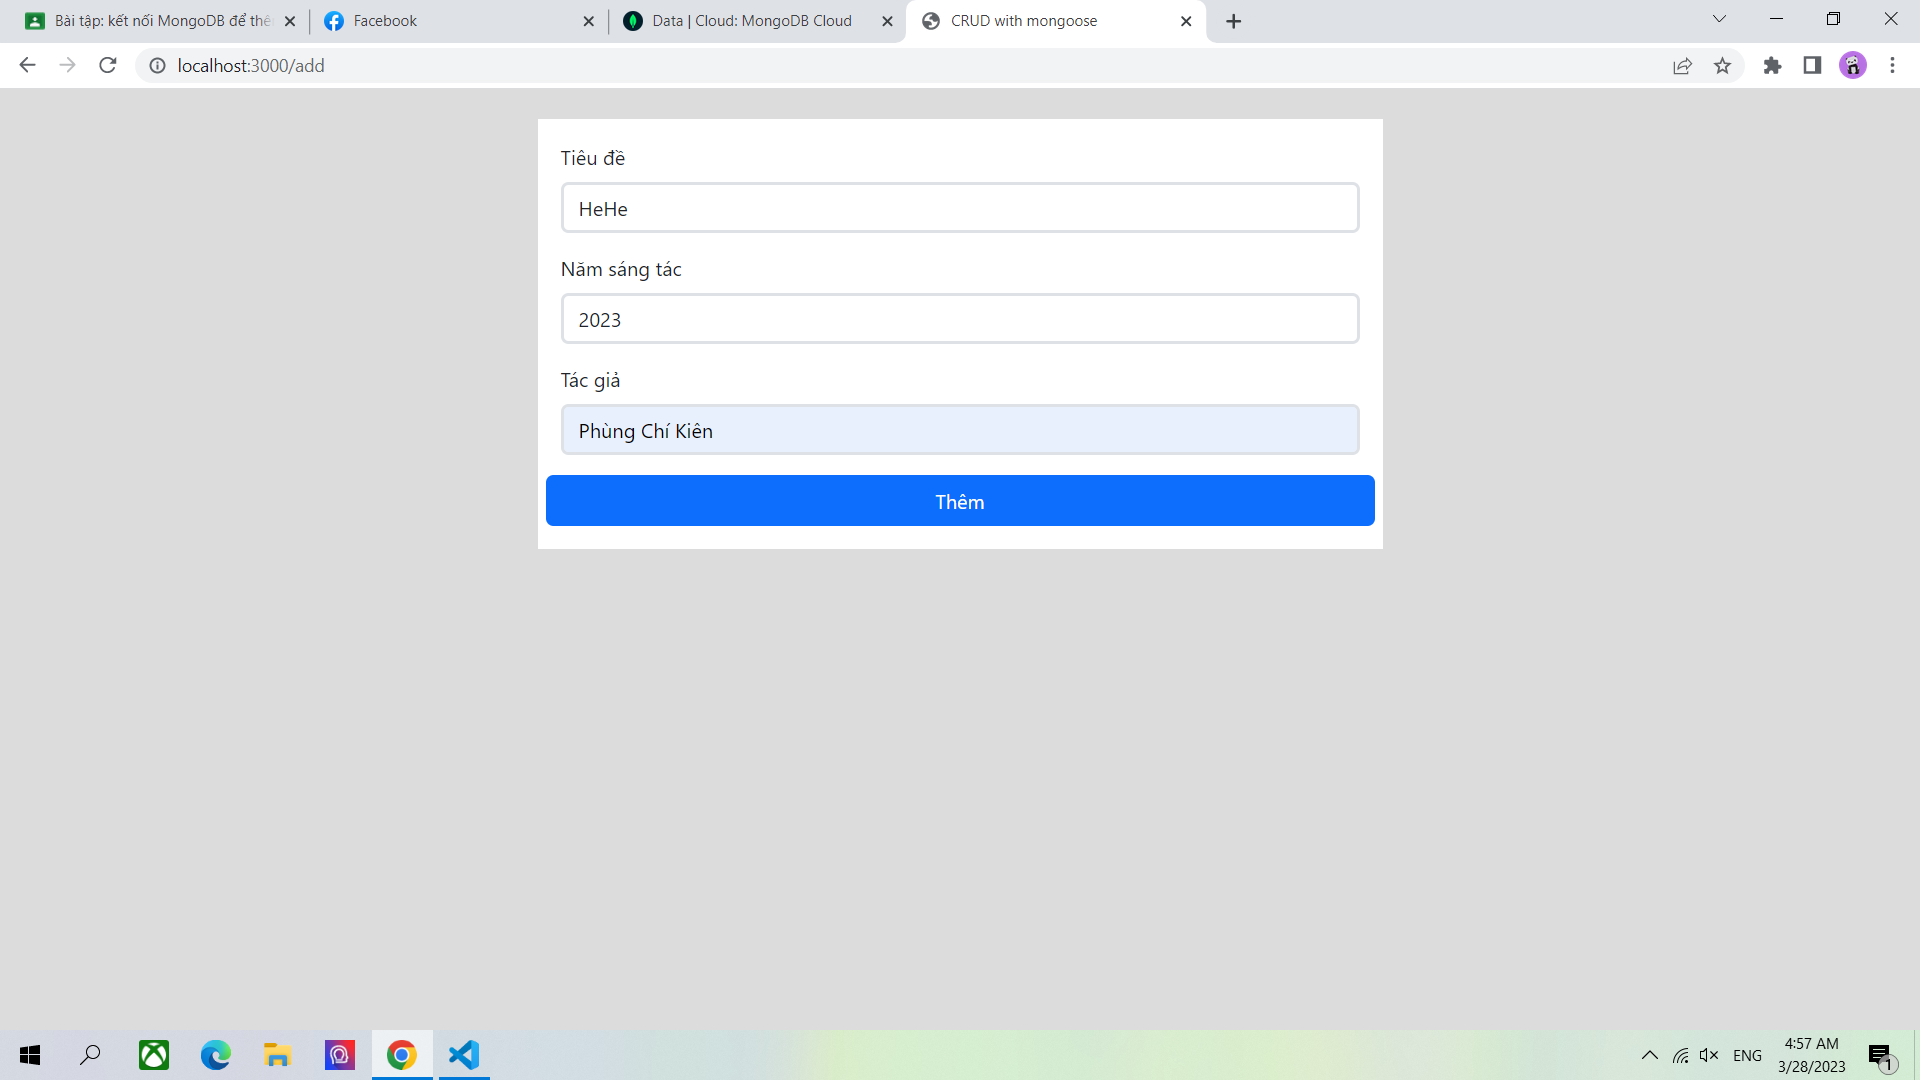 Bài tập: kết nối MongoDB để thê
Facebook
Data | Cloud: MongoDB Cloud
CRUD with mongoose
localhost:3000/add
Tiêu đề
HeHe
Năm sáng tác
2023
Tác giả
Phùng Chí Kiên
Thêm
ENG
4:57 AM
3/28/2023
1